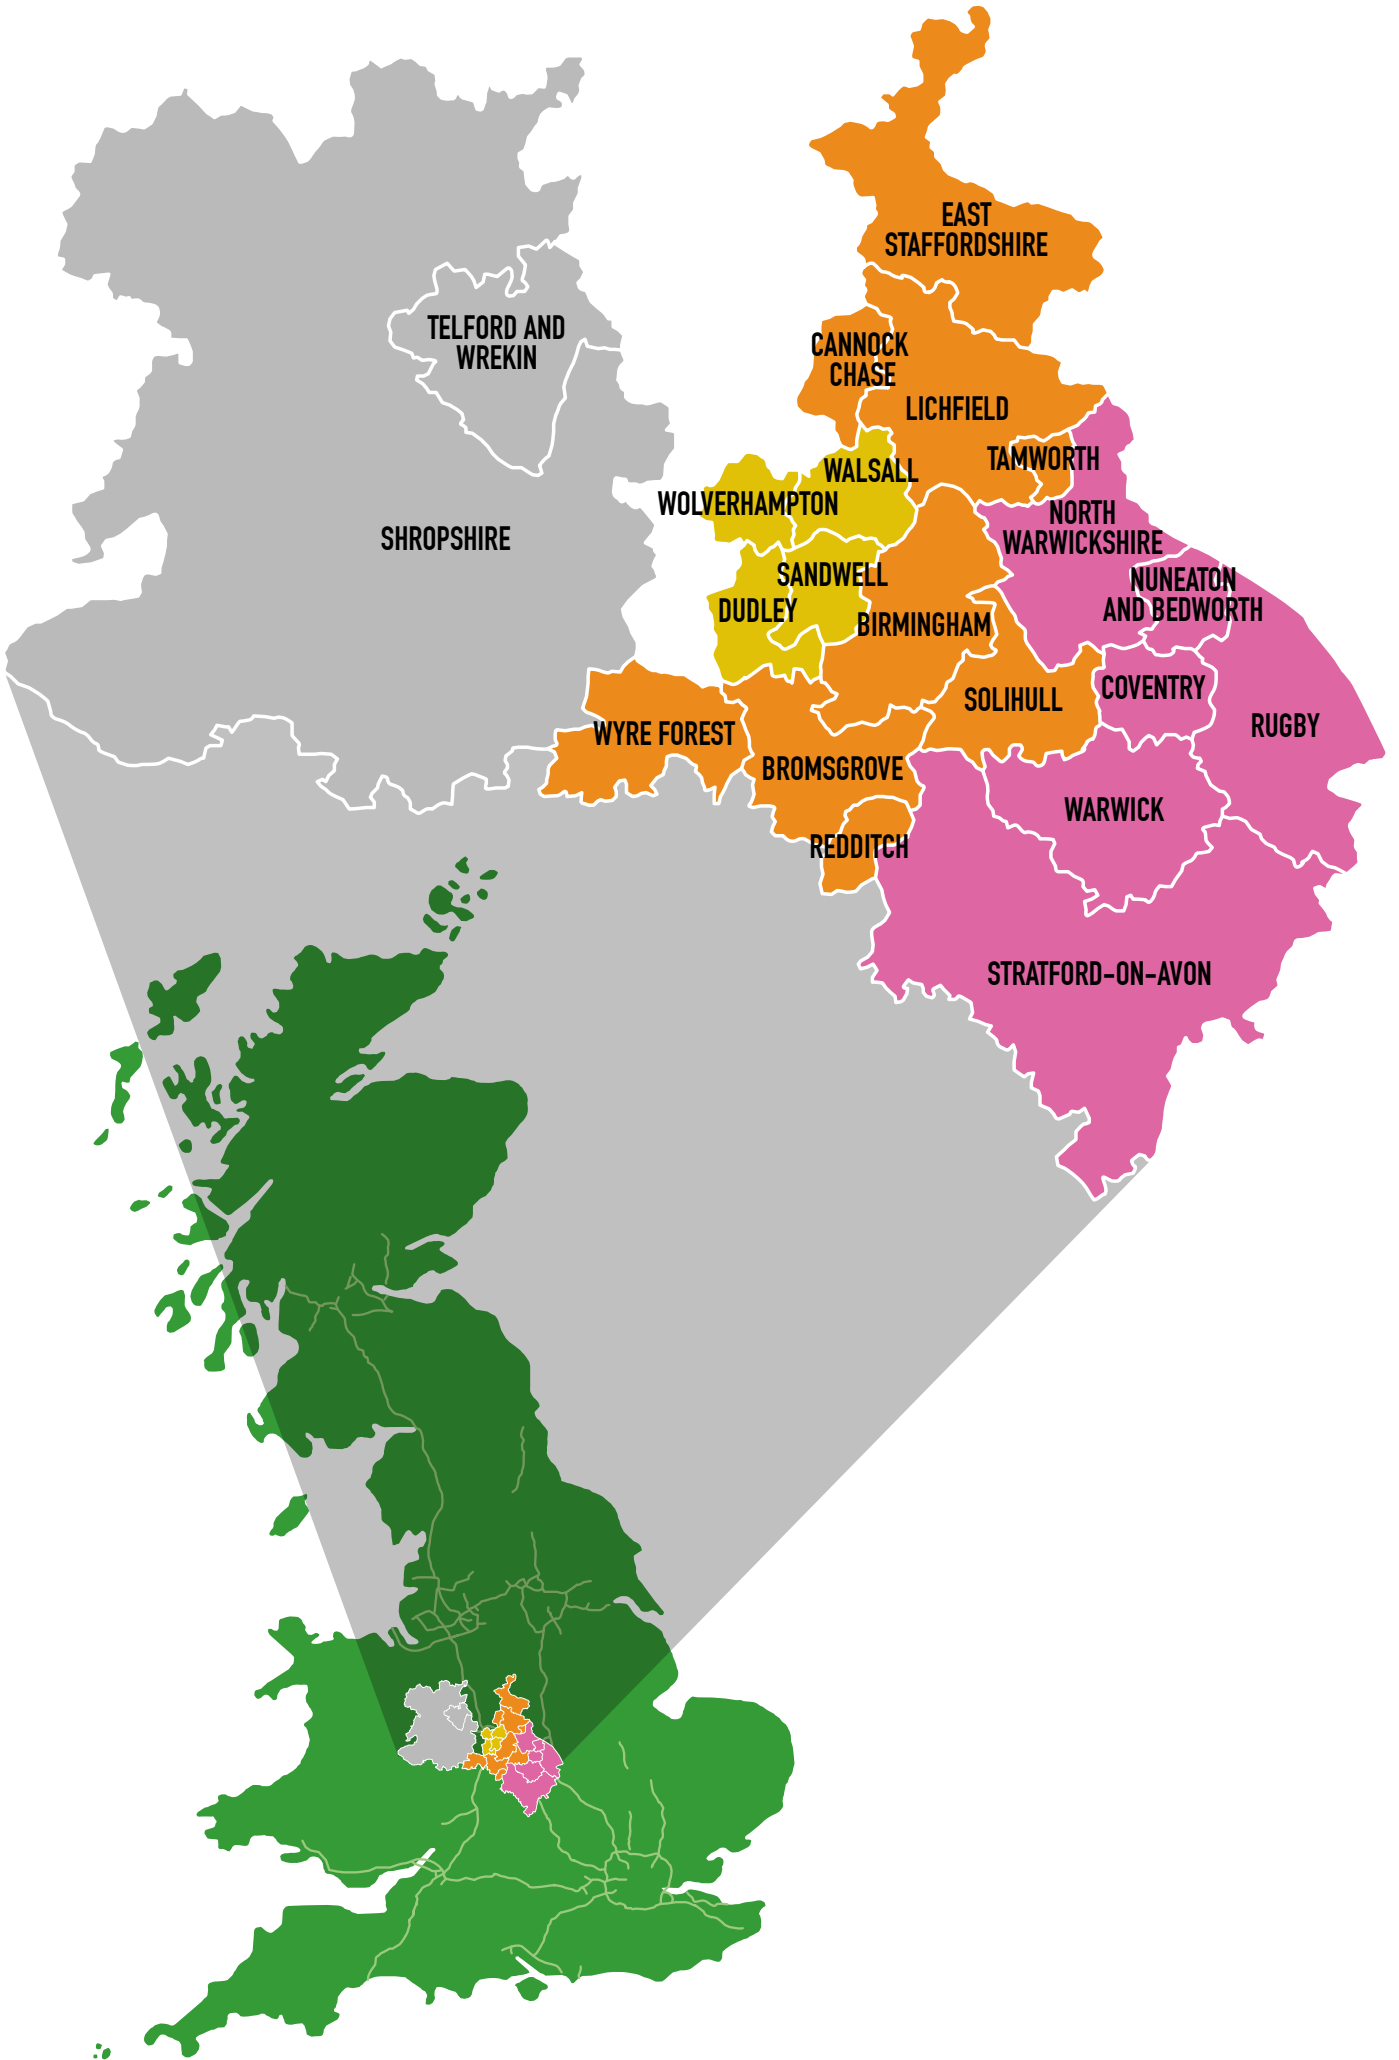 EAST
STAFFORDSHIRE
TELFORD AND
WREKIN
CANNOCK
CHASE
LICHFIELD
TAMWORTH
WALSALL
WOLVERHAMPTON
NORTH
WARWICKSHIRE
SHROPSHIRE
SANDWELL
NUNEATON
AND BEDWORTH
DUDLEY
BIRMINGHAM
COVENTRY
SOLIHULL
RUGBY
WYRE FOREST
BROMSGROVE
WARWICK
REDDITCH
STRATFORD-ON-AVON